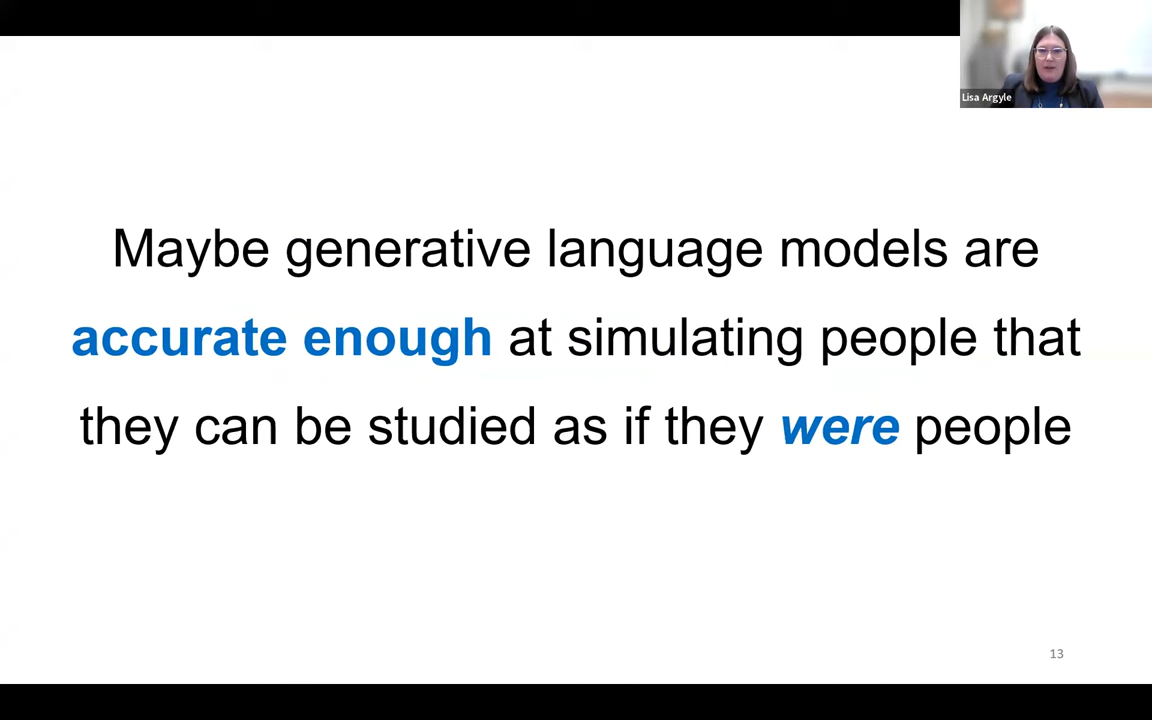 Lisa Argyle
Maybe generative language models are
accurate enough at simulating people that
they can be studied as if they were people
13